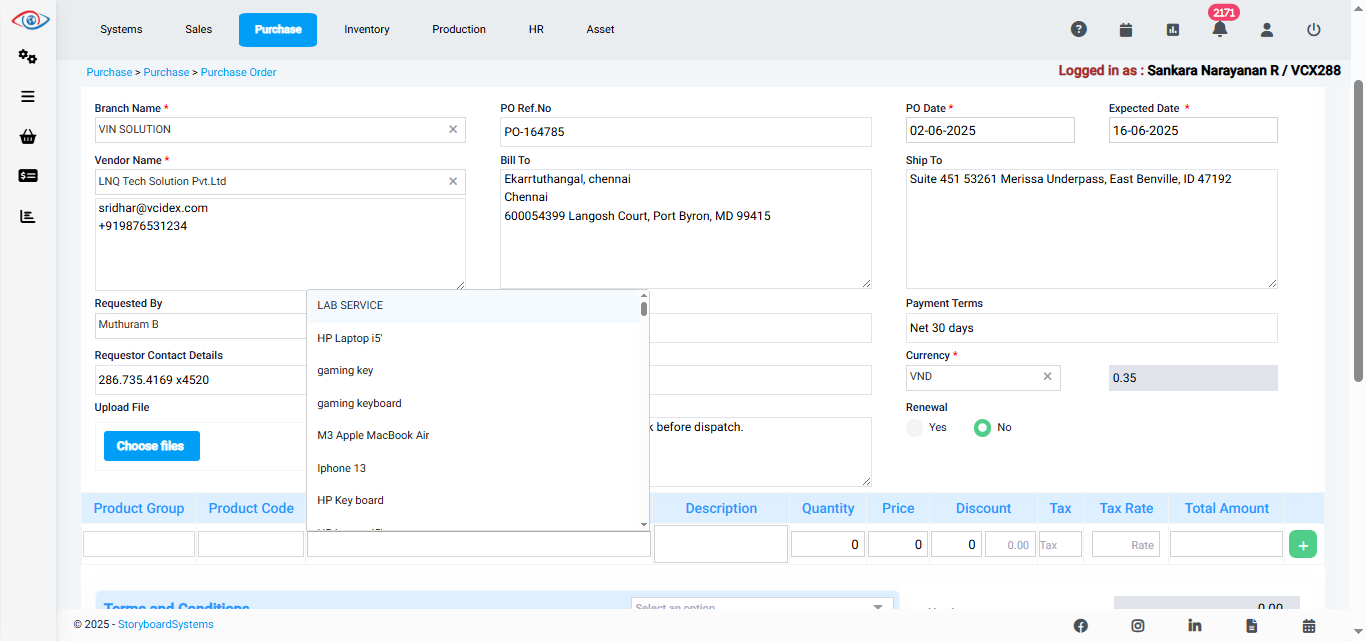 2171
Systems
Sales
Purchase
Inventory
Production
HR
Asset
Purchase > Purchase > Purchase Order
Logged in as : Sankara Narayanan R / VCX288
Branch Name *
PO Ref.No
PO Date *
Expected Date *
VIN SOLUTION
PO-164785
02-06-2025
16-06-2025
Vendor Name *
Bill To
Ship To
LNQ Tech Solution Pvt.Ltd
sridhar@vcidex.com
+919876531234
Ekarrtuthangal, chennai
Chennai
600054399 Langosh Court, Port Byron, MD 99415
Suite 451 53261 Merissa Underpass, East Benville, ID 47192
Requested By
Muthuram B
Payment Terms
Net 30 days
Requestor Contact Details
286.735.4169 x4520
Currency *
VND
0.35
Upload File
Choose files
before dispatch.
Renewal
Yes
No
LAB SERVICE
HP Laptop i5'
gaming key
gaming keyboard
M3 Apple MacBook Air
Iphone 13
HP Key board
Product Group
Product Code
Description
Quantity
Price
Discount
Tax
Tax Rate
Total Amount
0
0
0
0.00
Tax
Rate
+
Terms and Conditions
Select an option
0.00
© 2025 - StoryboardSystems